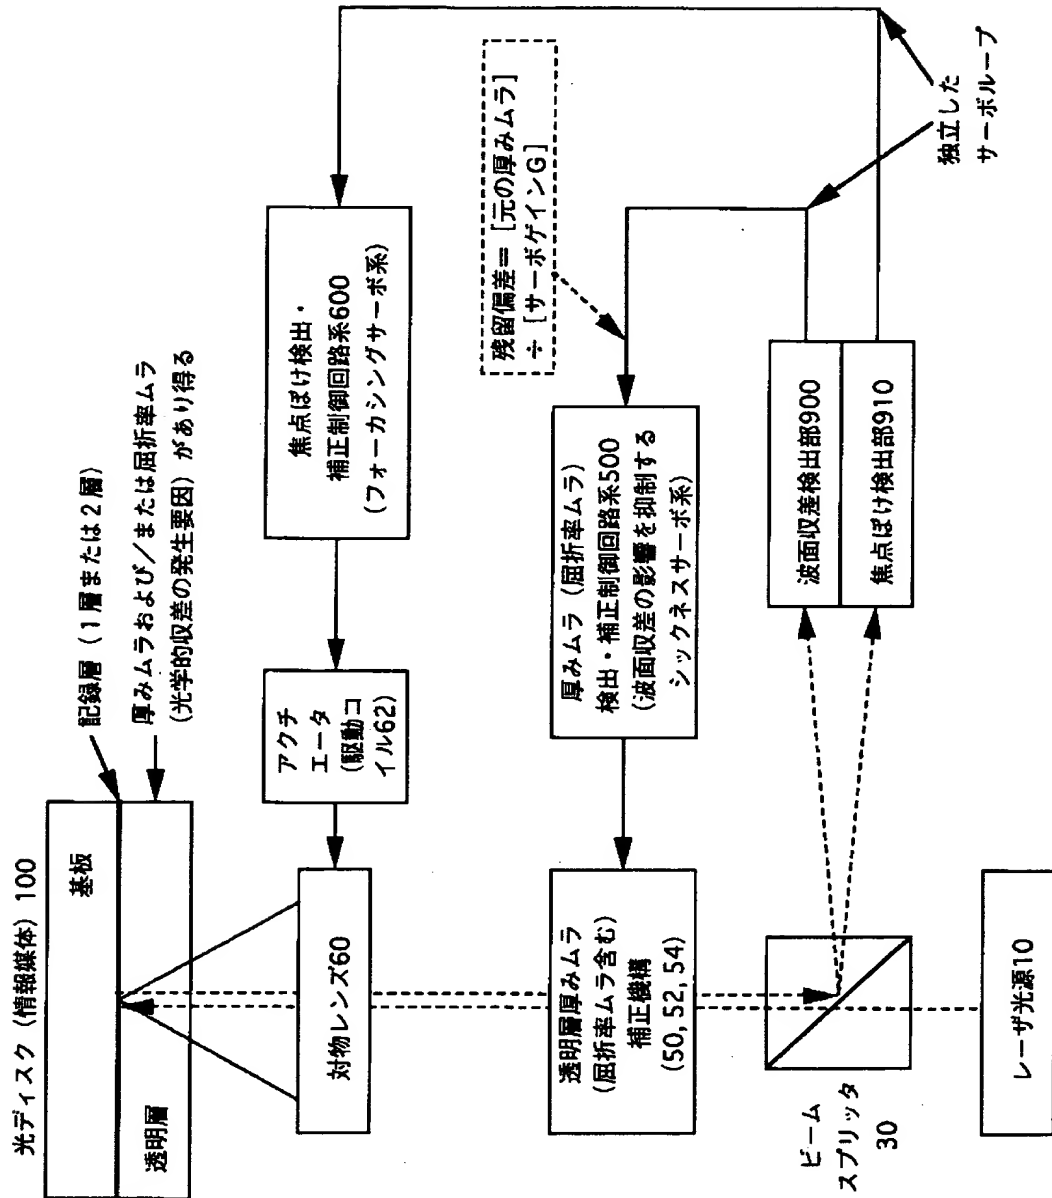 光ディスク（情報媒体）100
基板
透明層
記録層（１層または２層）
厚みムラおよび／または屈折率ムラ
（光学的収差の発生要因）があり得る
対物レンズ60
アクチ
エータ
（駆動コ
イル62）
焦点ぼけ検出・
補正制御回路系600
（フォーカシングサーボ系）
透明層厚みムラ
（屈折率ムラ含む）
補正機構
（50, 52, 54）
厚みムラ（屈折率ムラ）
検出・補正制御回路系500
（波面収差の影響を抑制する
シックネスサーボ系）
残留偏差＝［元の厚みムラ］
÷［サーボゲインG］
ビーム
スプリッタ
30
波面収差検出部900
焦点ぼけ検出部910
独立した
サーボループ
レーザ光源10